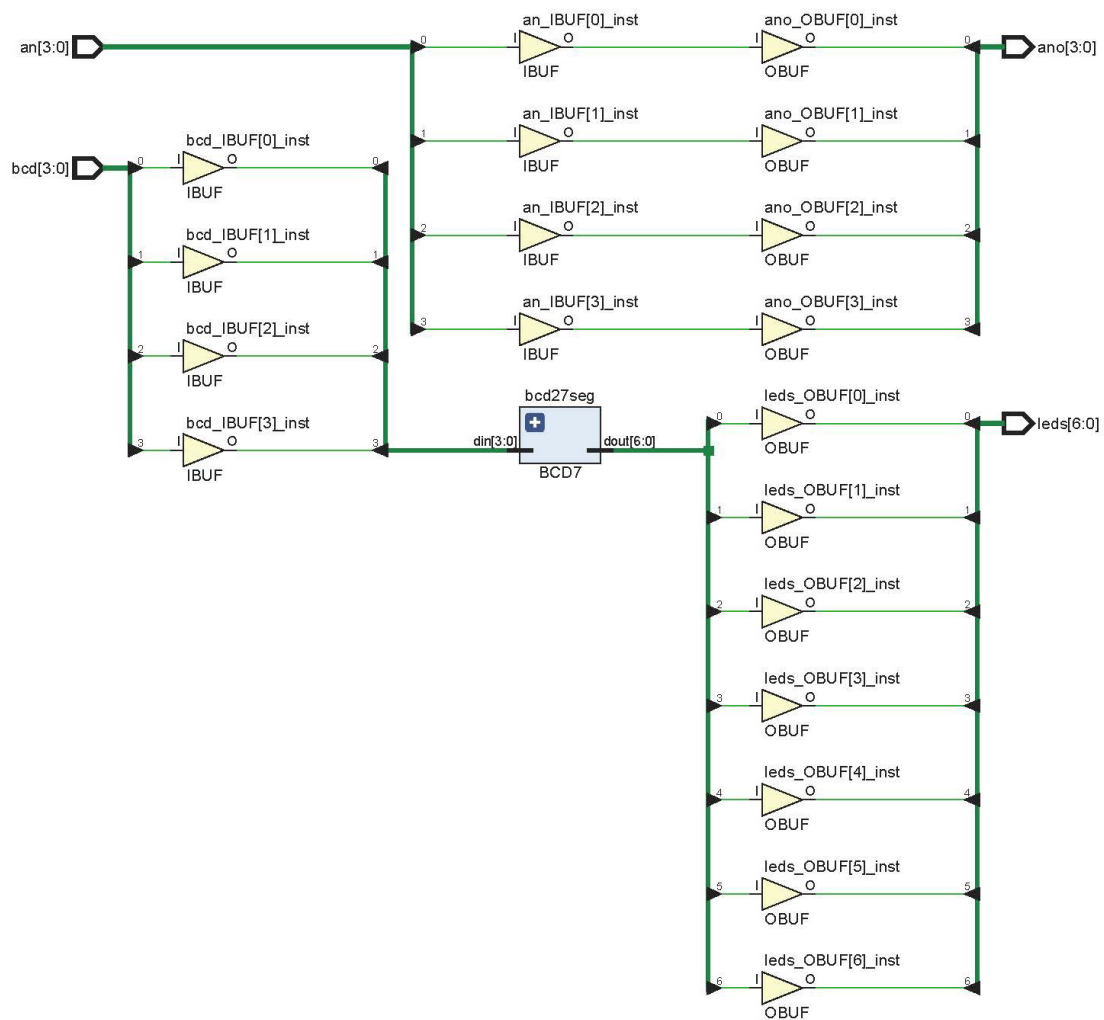 an_IBUF[0]_inst ano_OBUF[0]_inst
an[3:0] 0 I O I O 0 ano[3:0]
IBUF OBUF
an_IBUF[1]_inst ano_OBUF[1]_inst
bcd_IBUF[0]_inst 1 I O I O 1
bcd[3:0] 0 I O 0 IBUF OBUF
IBUF
an_IBUF[2]_inst ano_OBUF[2]_inst
bcd_IBUF[1]_inst 2 I O I O 2
1 I O 1 IBUF OBUF
IBUF
an_IBUF[3]_inst ano_OBUF[3]_inst
bcd_IBUF[2]_inst 3 I O I O 3
2 I O 2 IBUF OBUF
IBUF
bcd27seg leds_OBUF[0]_inst
bcd_IBUF[3]_inst 0 I O 0 leds[6:0]
3 I O 3 din[3:0] dout[6:0] OBUF
IBUF BCD7
leds_OBUF[1]_inst
1 I O 1
OBUF
leds_OBUF[2]_inst
2 I O 2
OBUF
leds_OBUF[3]_inst
3 I O 3
OBUF
leds_OBUF[4]_inst
4 I O 4
OBUF
leds_OBUF[5]_inst
5 I O 5
OBUF
leds_OBUF[6]_inst
6 I O 6
OBUF